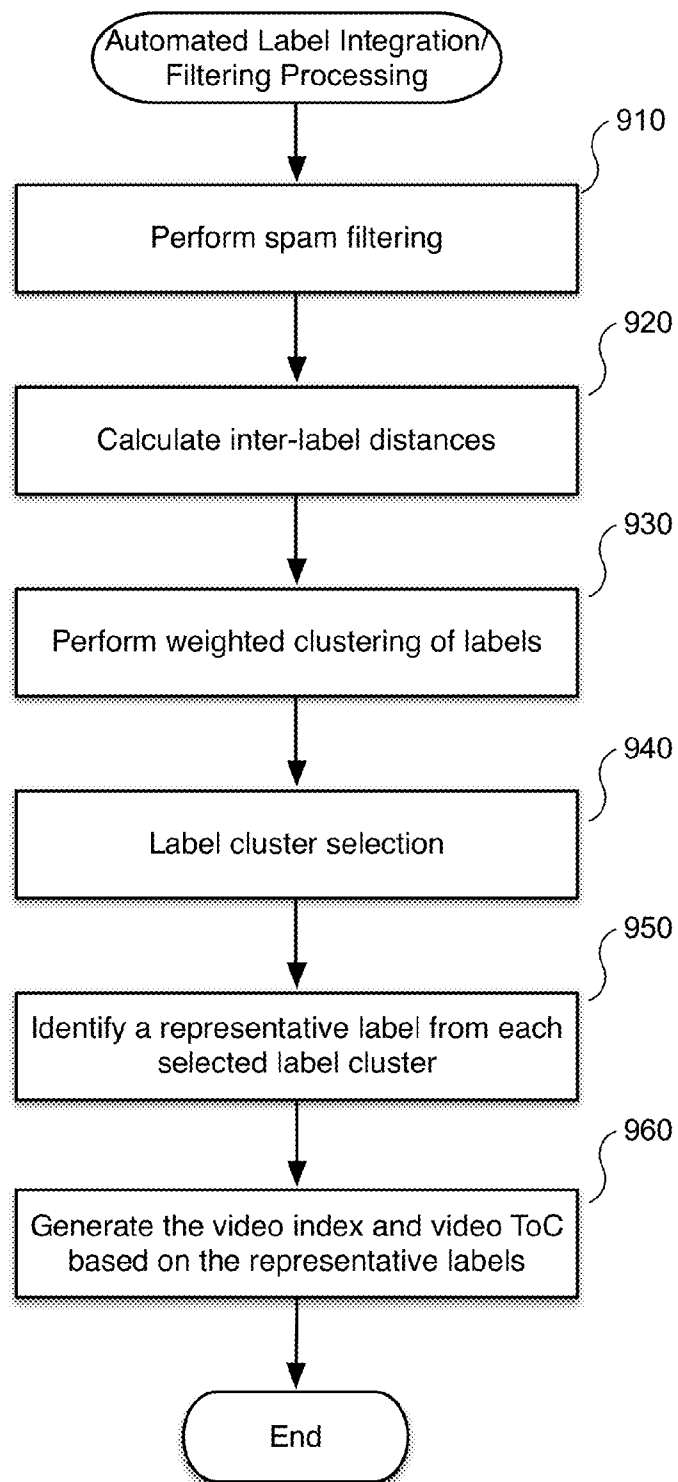 Automated Label Integration/
Filtering Processing
910
Perform spam filtering
920
Calculate inter-label distances
930
Perform weighted clustering of labels
940
Label cluster selection
950
Identify a representative label from each
selected label cluster
960
Generate the video index and video ToC
based on the representative labels
End